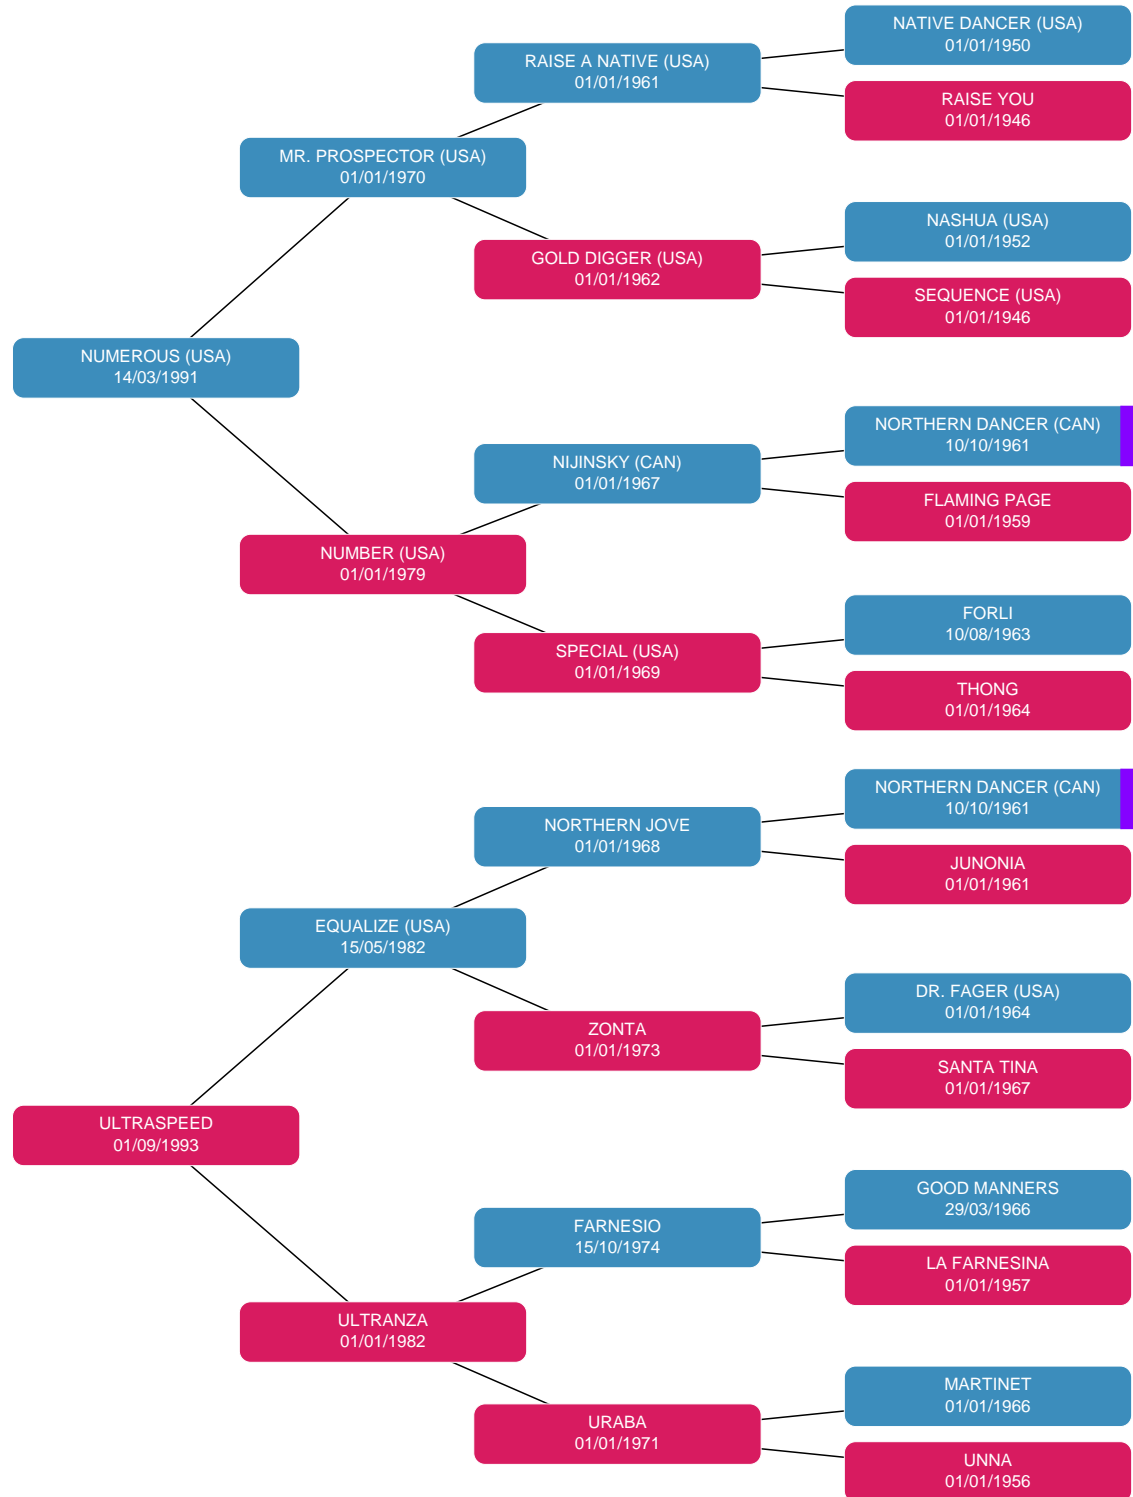 NATIVE DANCER (USA)
01/01/1950
RAISE A NATIVE (USA)
01/01/1961
RAISE YOU
01/01/1946
MR. PROSPECTOR (USA)
01/01/1970
NASHUA (USA)
01/01/1952
GOLD DIGGER (USA)
01/01/1962
SEQUENCE (USA)
01/01/1946
NUMEROUS (USA)
14/03/1991
NORTHERN DANCER (CAN)
10/10/1961
NIJINSKY (CAN)
01/01/1967
FLAMING PAGE
01/01/1959
NUMBER (USA)
01/01/1979
FORLI
10/08/1963
SPECIAL (USA)
01/01/1969
THONG
01/01/1964
NORTHERN DANCER (CAN)
10/10/1961
NORTHERN JOVE
01/01/1968
JUNONIA
01/01/1961
EQUALIZE (USA)
15/05/1982
DR. FAGER (USA)
01/01/1964
ZONTA
01/01/1973
SANTA TINA
01/01/1967
ULTRASPEED
01/09/1993
GOOD MANNERS
29/03/1966
FARNESIO
15/10/1974
LA FARNESINA
01/01/1957
ULTRANZA
01/01/1982
MARTINET
01/01/1966
URABA
01/01/1971
UNNA
01/01/1956